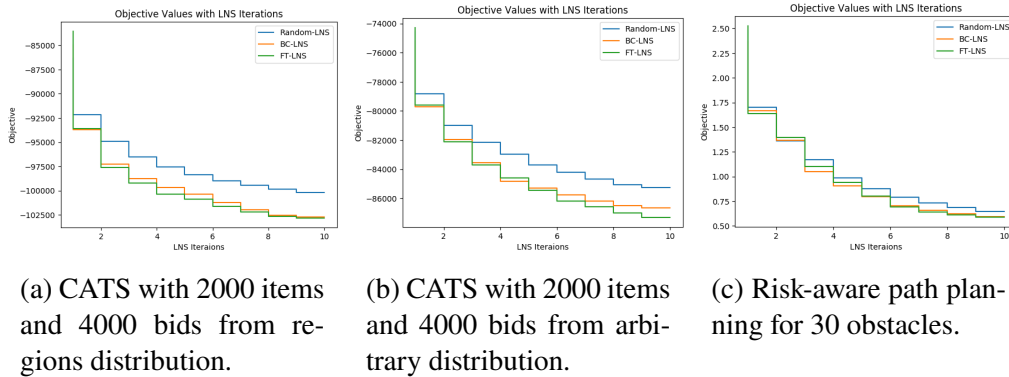 Objective Values with LNS Iterations
Random-LNS
BC-LNS
FT-LNS
−85000
−87500
−90000
−92500
−95000
−97500
−100000
−102500
Objective
2
4
6
8
10
LNS Iteraions
(a) CATS with 2000 items
and 4000 bids from re-
gions distribution.
Objective Values with LNS Iterations
Random-LNS
BC-LNS
FT-LNS
−74000
−76000
−78000
−80000
−82000
−84000
−86000
Objective
2
4
6
8
10
LNS Iteraions
(b) CATS with 2000 items
and 4000 bids from arbi-
trary distribution.
Objective Values with LNS Iterations
Random-LNS
BC-LNS
FT-LNS
2.50
2.25
2.00
1.75
1.50
1.25
1.00
0.75
0.50
Objective
2
4
6
8
10
LNS Iteraions
(c) Risk-aware path plan-
ning for 30 obstacles.